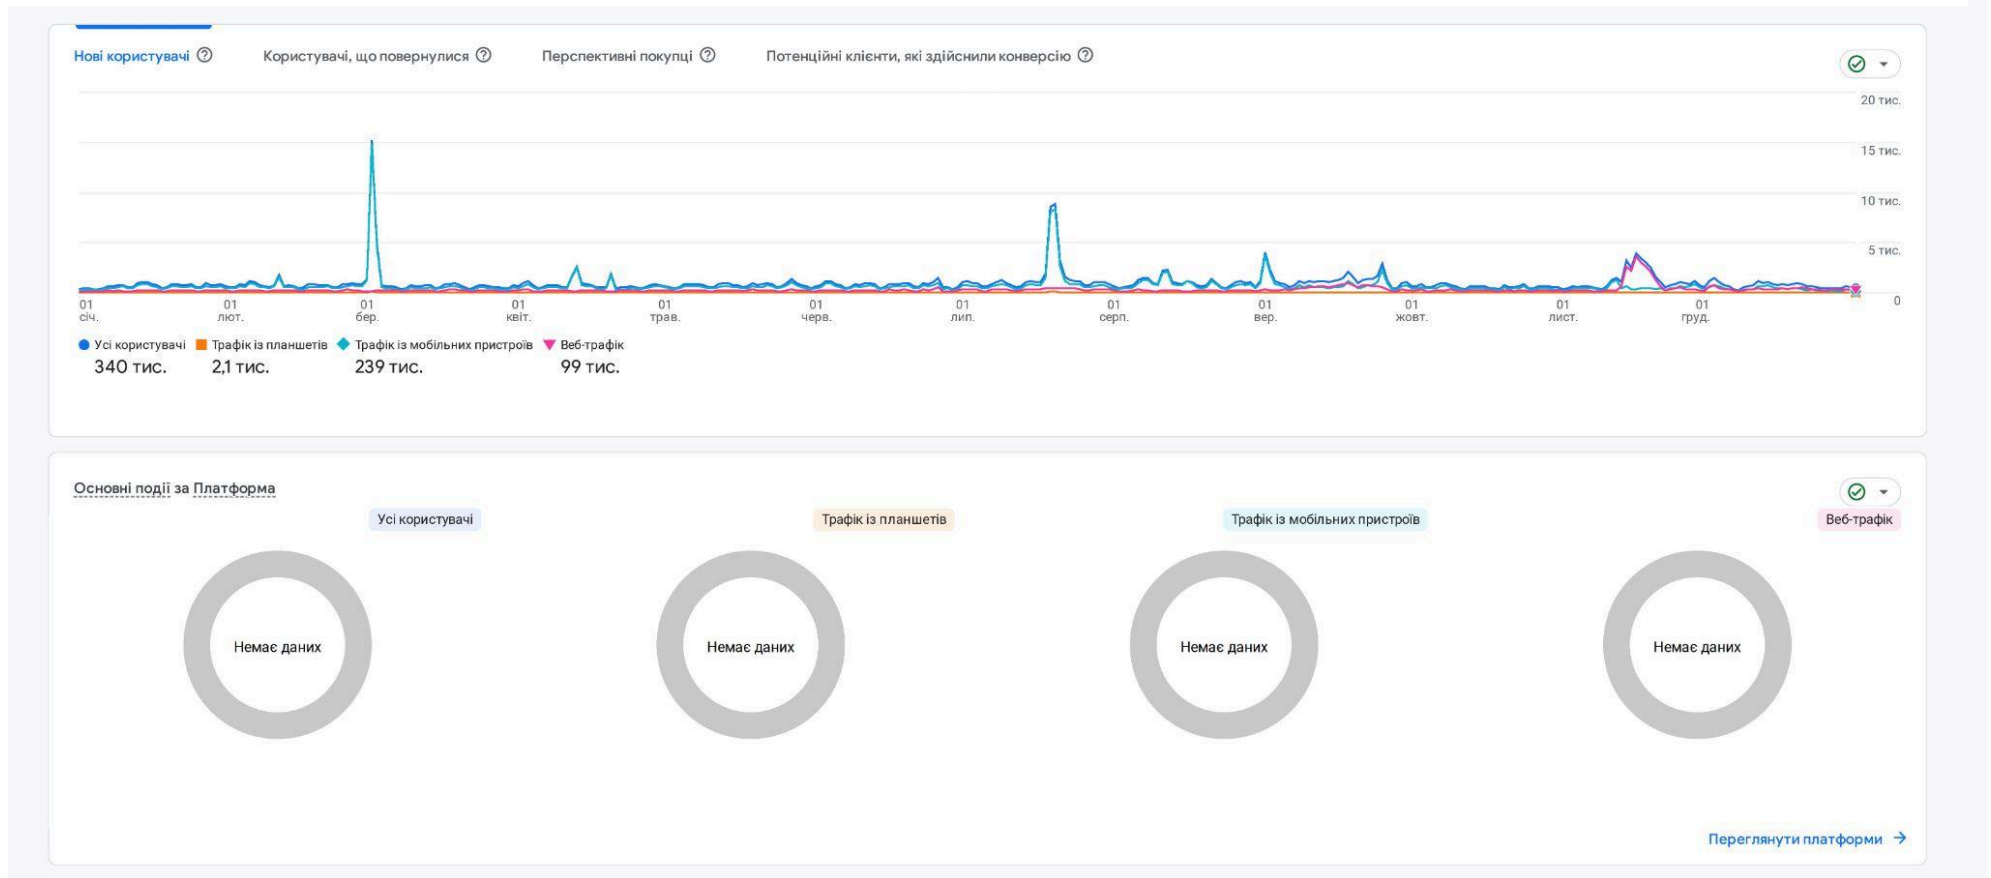 Нові користувачі
Користувачі, що повернулися
Перспективні покупці
Потенційні клієнти, які здійснили конверсію
20 тис.
15 тис.
10 тис.
5 тис.
0
01 01 01 01 01 01 01 01 01 01 01 01
січ. лют. бер. квіт. трав. черв. лип. серп. вер. жовт. лист. груд.
Усі користувачі Трафік із планшетів Трафік із мобільних пристроїв Веб-трафік
340 тис. 2,1 тис. 239 тис. 99 тис.
Основні події за Платформа
Усі користувачі Трафік із планшетів Трафік із мобільних пристроїв Веб-трафік
Немає даних Немає даних Немає даних Немає даних
Переглянути платформи